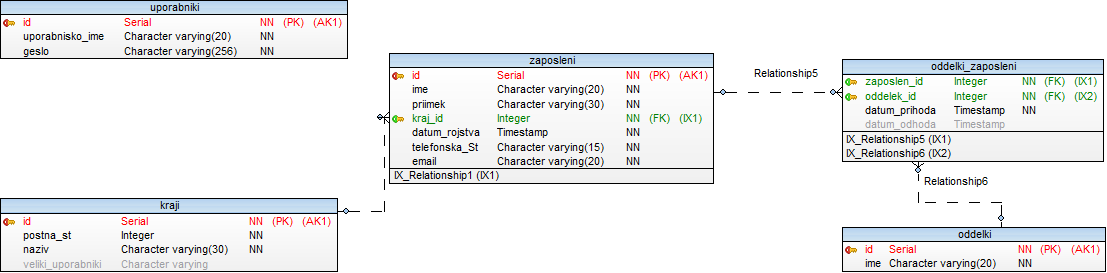 uporabniki
id Serial NN (PK) (AK1)
uporabnisko_ime Character varying(20) NN
geslo Character varying(256) NN
zaposleni
id Serial NN (PK) (AK1)
ime Character varying(20) NN
priimek Character varying(30) NN
kraj_id Integer NN (FK) (IX1)
datum_rojstva Timestamp NN
telefonska_St Character varying(15) NN
email Character varying(20) NN
IX_Relationship1 (IX1)
Relationship5
oddelki_zaposleni
zaposlen_id Integer NN (FK) (IX1)
oddelek_id Integer NN (FK) (IX2)
datum_prihoda Timestamp NN
datum_odhoda Timestamp
IX_Relationship5 (IX1)
IX_Relationship6 (IX2)
Relationship6
kraji
id Serial NN (PK) (AK1)
postna_st Integer NN
naziv Character varying(30) NN
veliki_uporabniki Character varying
oddelki
id Serial NN (PK) (AK1)
ime Character varying(20) NN